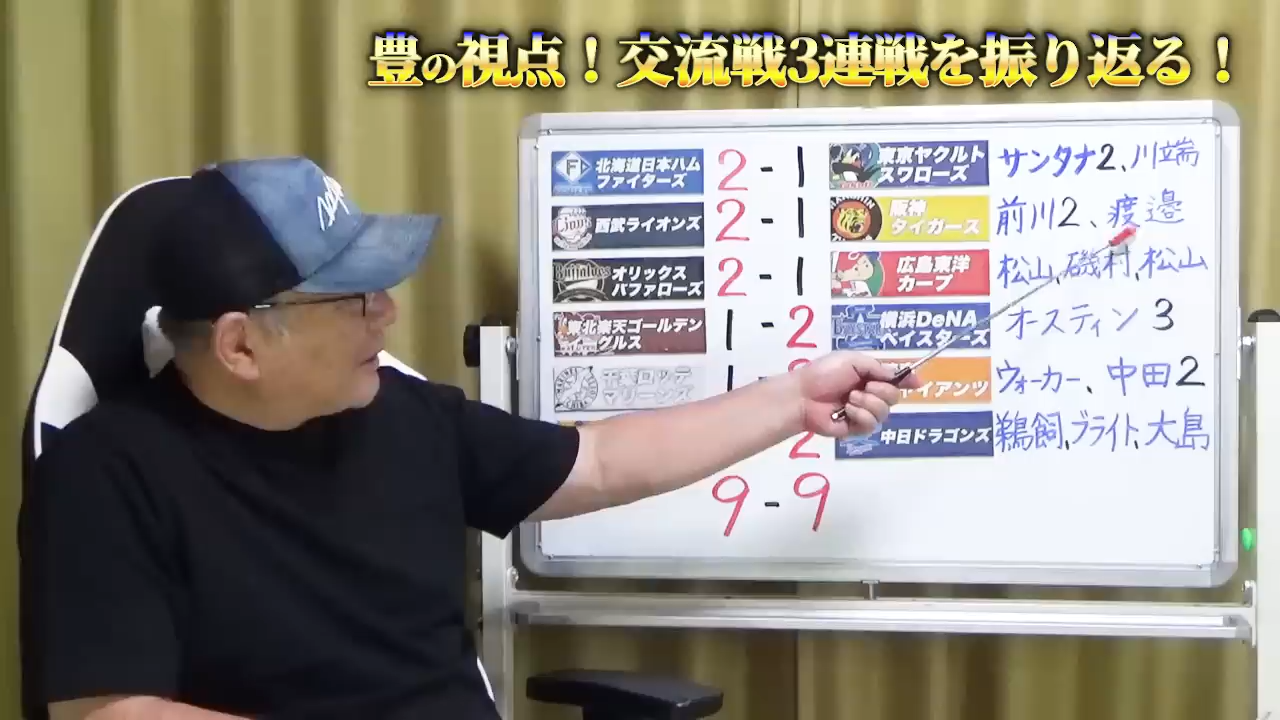 豊の視点！交流戦3連戦を振り返る！
北海道日本ハム
ファイターズ
2 - 1
東京ヤクルト
スワローズ
サンタナ2、川端
西武ライオンズ
2 - 1
阪神
タイガース
前川2、渡邉
オリックス
バファローズ
2 - 1
広島東洋
カープ
松山、磯村、松山
東北楽天ゴールデン
グルス
1 - 2
横浜DeNA
ベイスターズ
オースティン 3
千葉ロッテ
マリーンズ
1 -
イアンツ
ウォーカー、中田2
2
中日ドラゴンズ
鵜飼、ブライト、大島
9 - 9